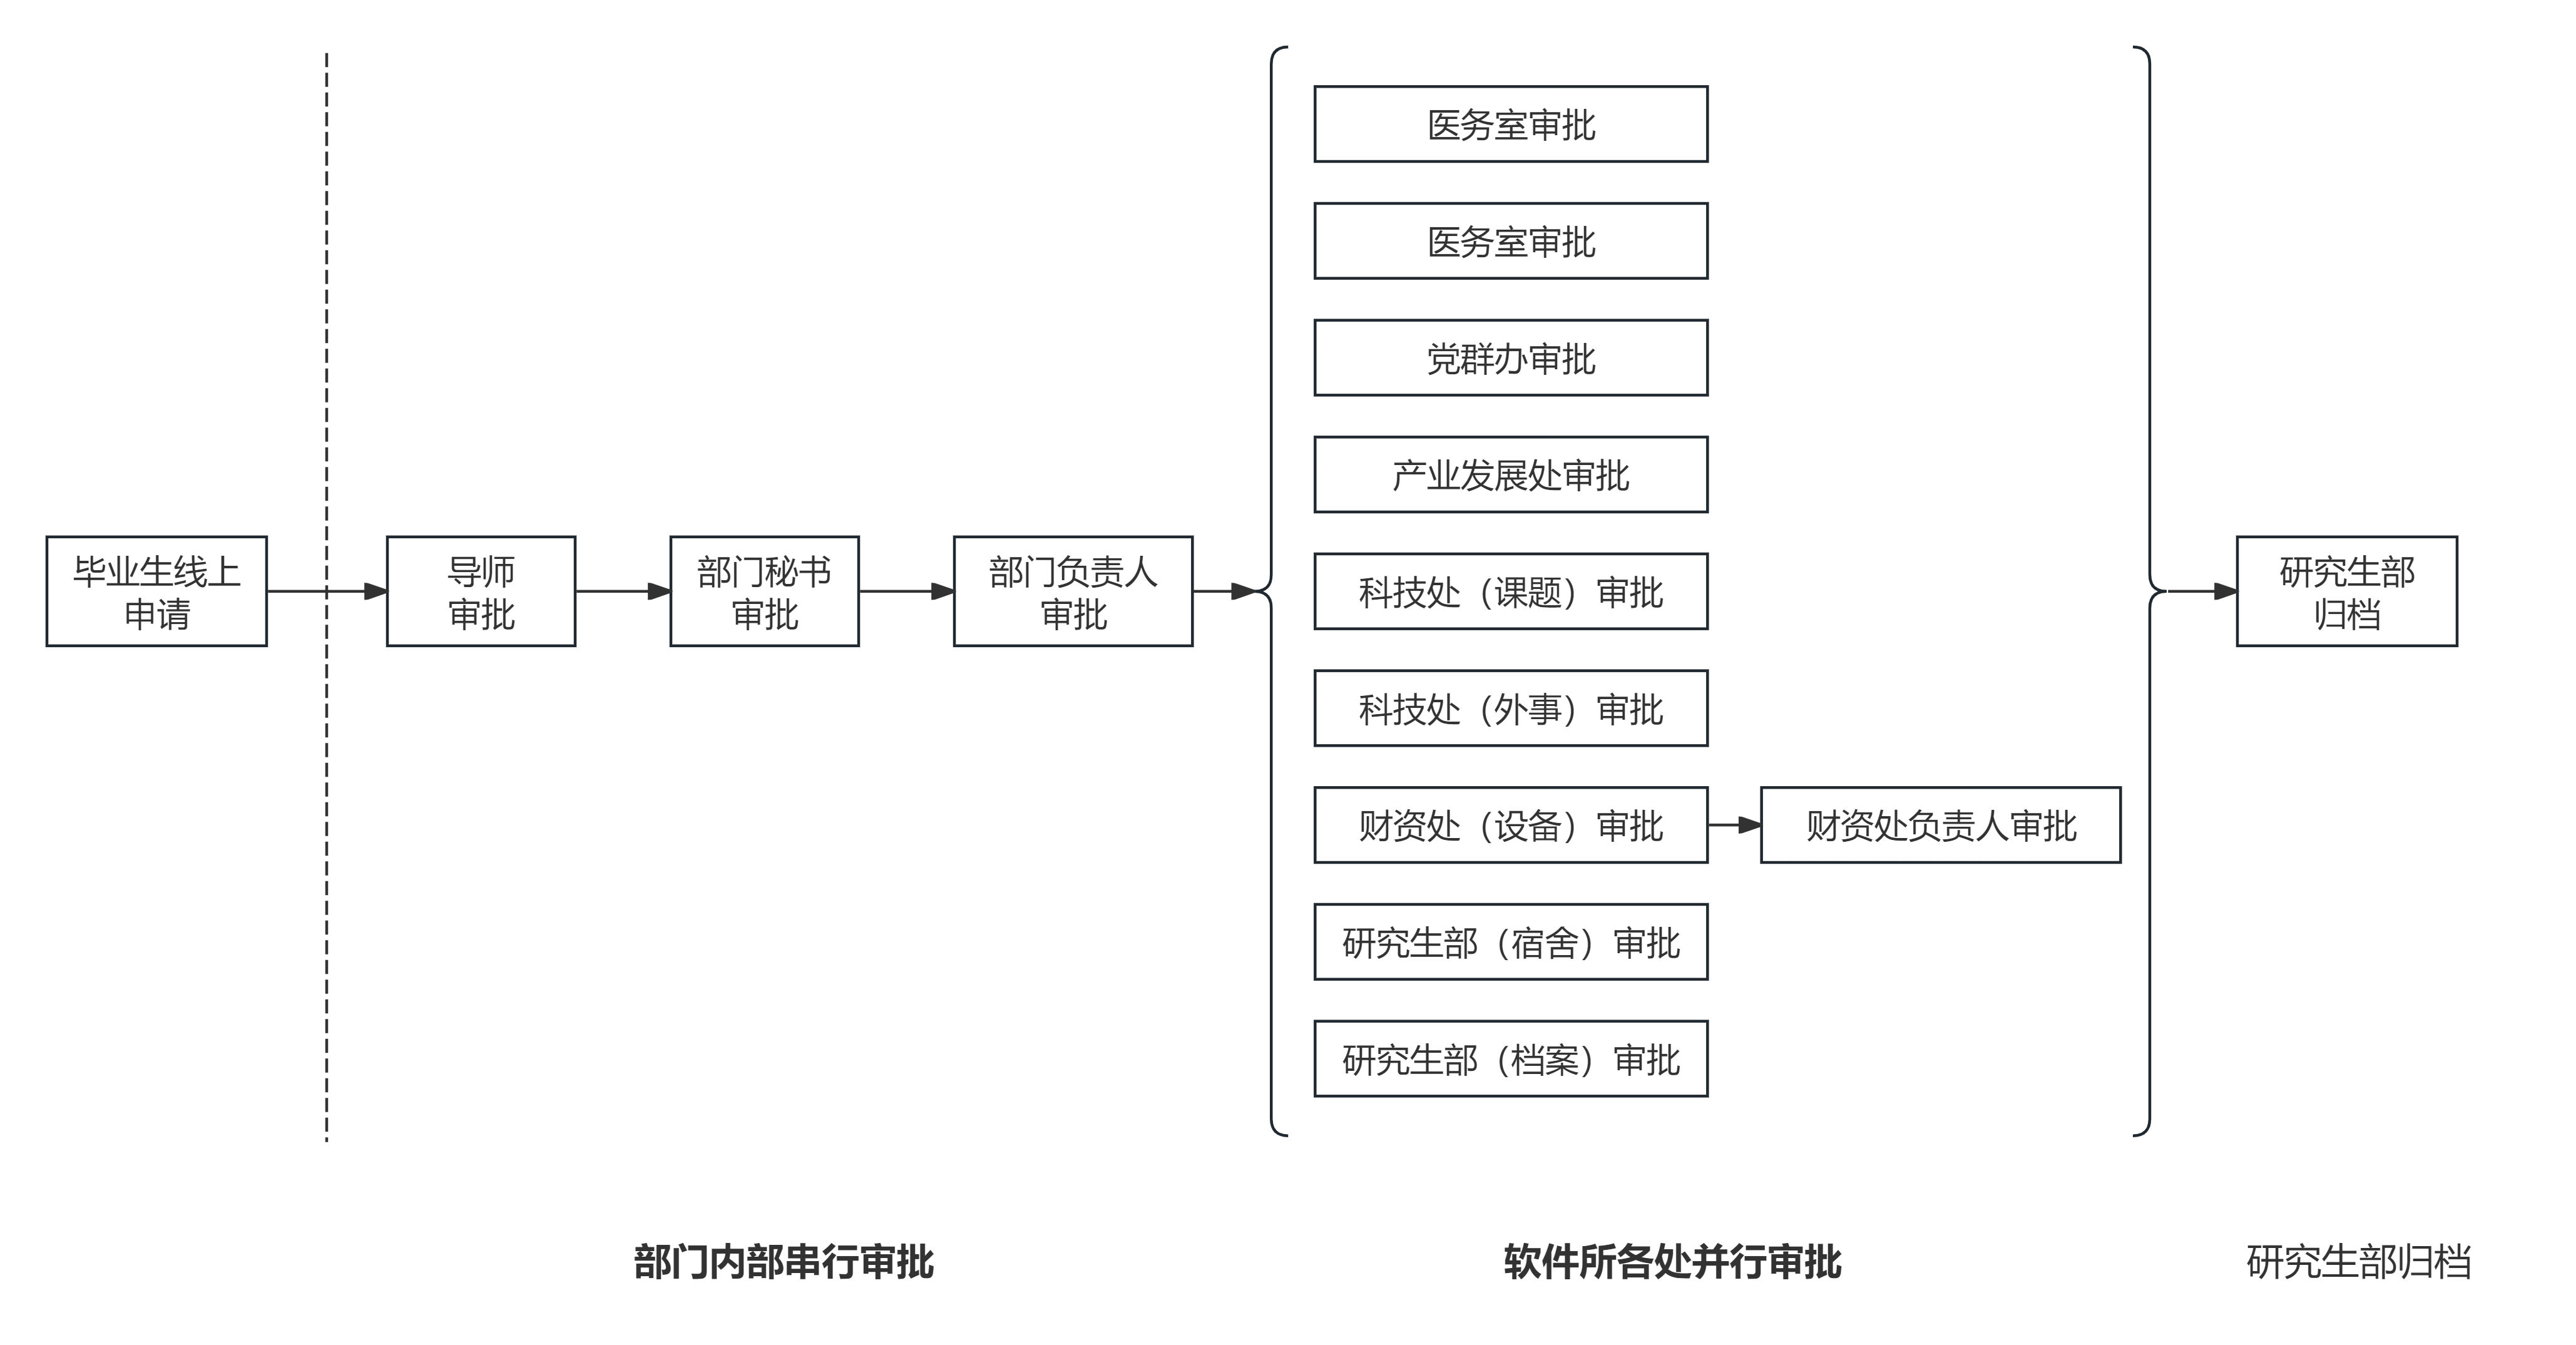 毕业生线上
申请
导师
审批
部门秘书
审批
部门负责人
审批
医务室审批
医务室审批
党群办审批
产业发展处审批
科技处（课题）审批
科技处（外事）审批
财资处（设备）审批
财资处负责人审批
研究生部（宿舍）审批
研究生部（档案）审批
研究生部
归档
部门内部串行审批
软件所各处并行审批
研究生部归档